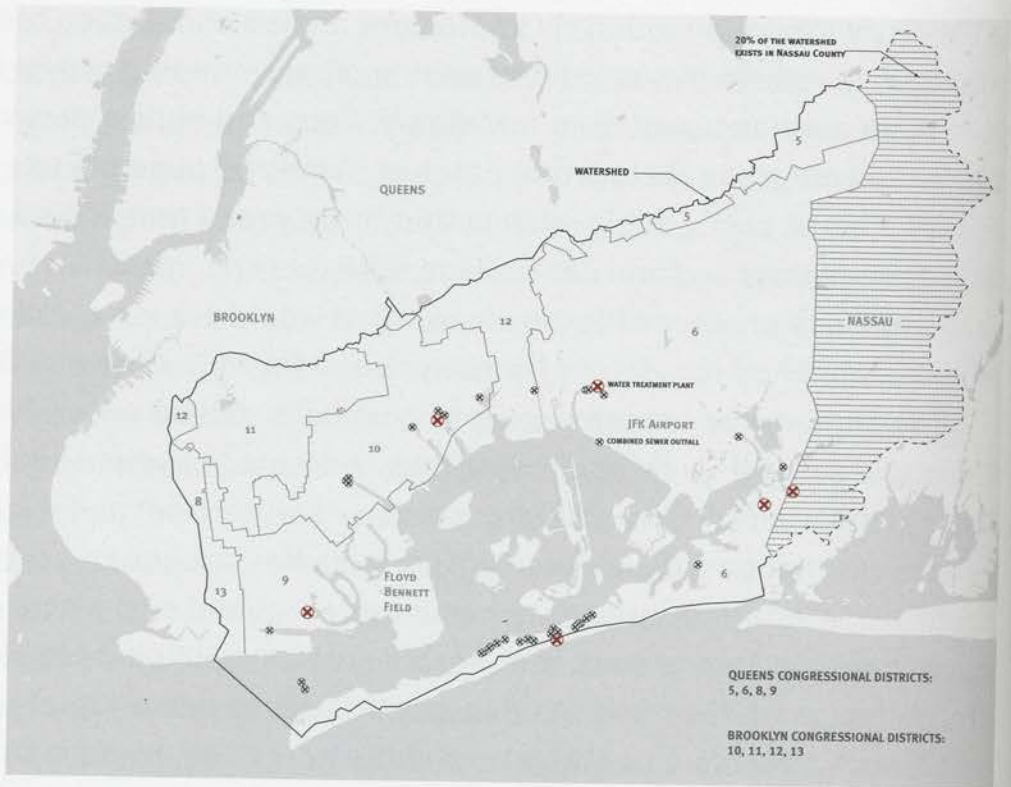 20% OF THE WATERSHED
EXISTS IN NASSAU COUNTY
5
WATERSHED
QUEENS
5
BROOKLYN
12
6
NASSAU
WATER TREATMENT PLANT
12
11
JFK AIRPORT
COMBINED SEWER OUTFALL
10
8
9
FLOYD
BENNETT
FIELD
6
13
QUEENS CONGRESSIONAL DISTRICTS:
5, 6, 8, 9
BROOKLYN CONGRESSIONAL DISTRICTS:
10, 11, 12, 13